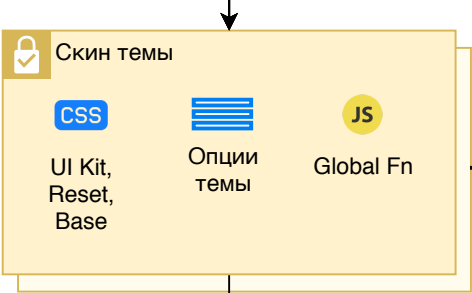 Скин темы
CSS
JS
UI Kit,
Reset,
Base
Опции
темы
Global Fn